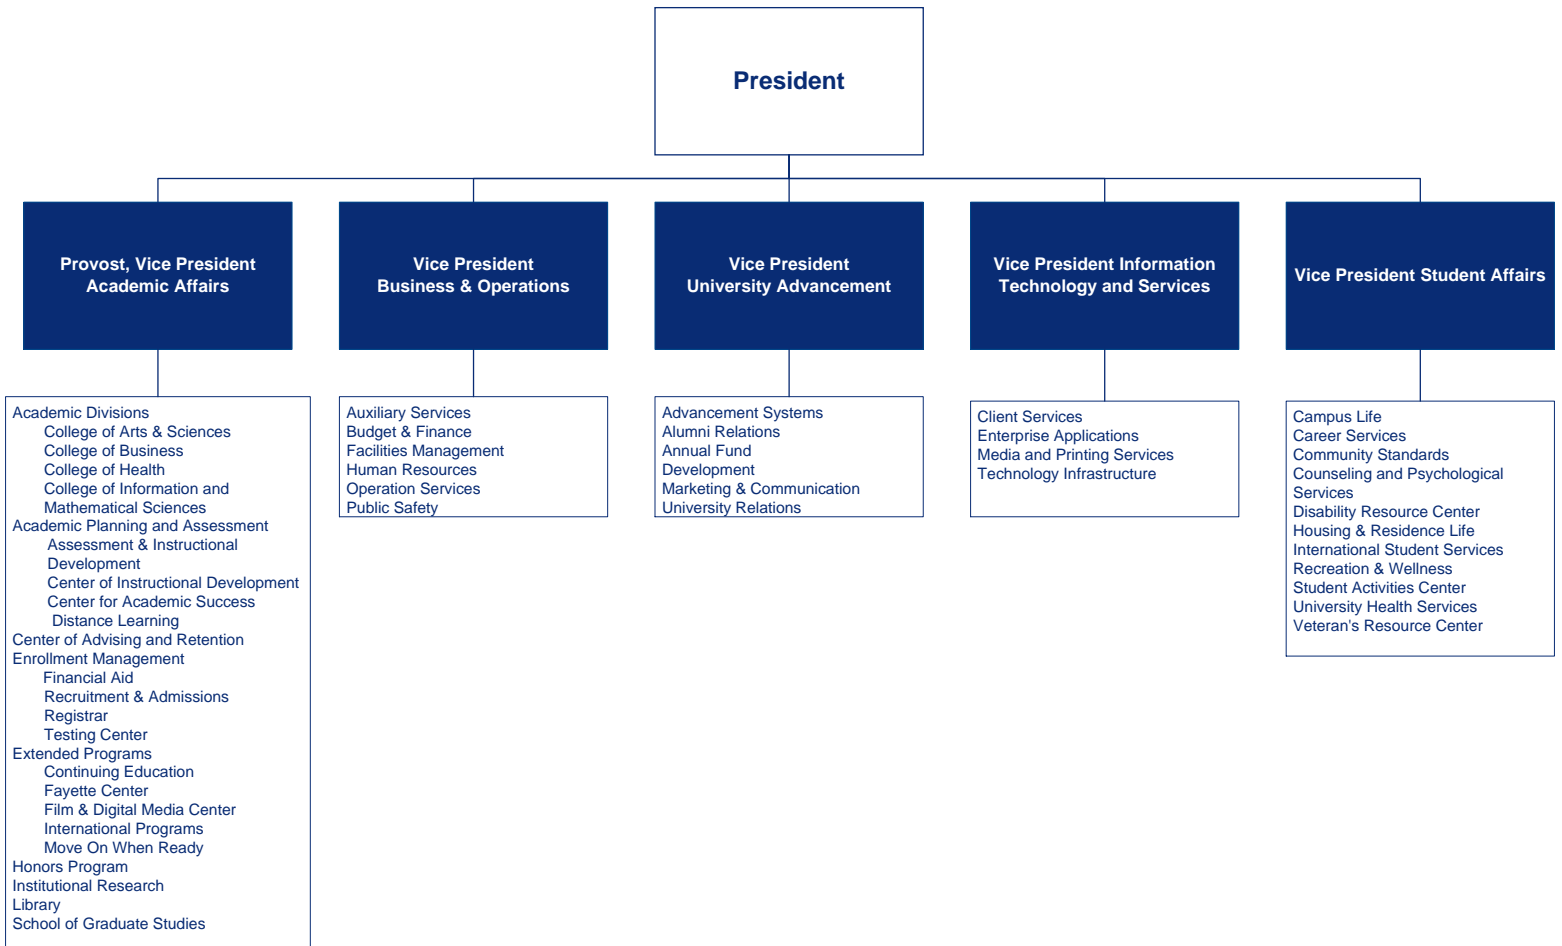 President
Provost, Vice President
Academic Affairs
Vice President
Business & Operations
Vice President
University Advancement
Vice President Information
Technology and Services
Vice President Student Affairs
Academic Divisions
College of Arts & Sciences
College of Business
College of Health
College of Information and
Mathematical Sciences
Academic Planning and Assessment
Assessment & Instructional
Development
Center of Instructional Development
Center for Academic Success
Distance Learning
Center of Advising and Retention
Enrollment Management
Financial Aid
Recruitment & Admissions
Registrar
Testing Center
Extended Programs
Continuing Education
Fayette Center
Film & Digital Media Center
International Programs
Move On When Ready
Honors Program
Institutional Research
Library
School of Graduate Studies
Auxiliary Services
Budget & Finance
Facilities Management
Human Resources
Operation Services
Public Safety
Advancement Systems
Alumni Relations
Annual Fund
Development
Marketing & Communication
University Relations
Client Services
Enterprise Applications
Media and Printing Services
Technology Infrastructure
Campus Life
Career Services
Community Standards
Counseling and Psychological
Services
Disability Resource Center
Housing & Residence Life
International Student Services
Recreation & Wellness
Student Activities Center
University Health Services
Veteran's Resource Center